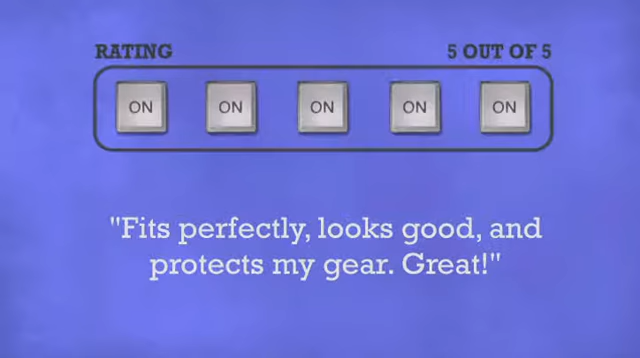 RATING 5 OUT OF 5
ON ON ON ON ON
"Fits perfectly, looks good, and
protects my gear. Great!"